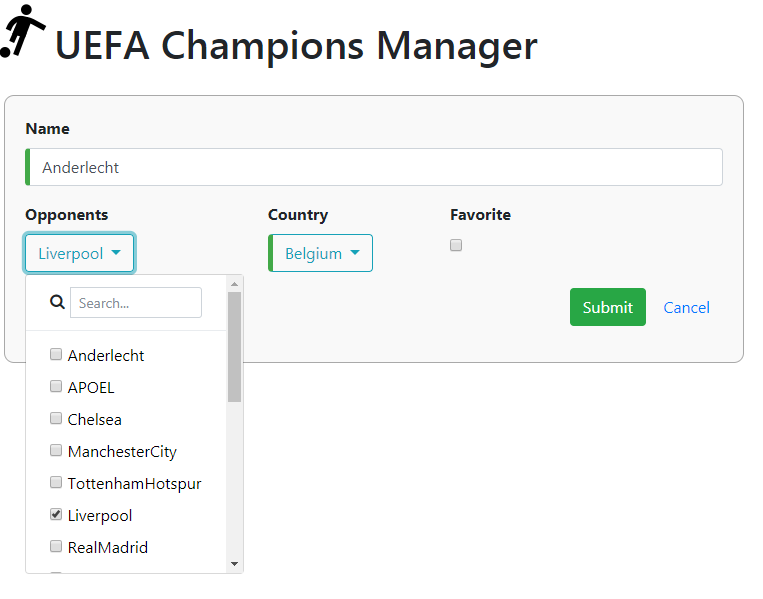 UEFA Champions Manager
Name
Anderlecht
Opponents Country Favorite
Liverpool Belgium
Search...
Submit Cancel
Anderlecht
APOEL
Chelsea
ManchesterCity
TottenhamHotspur
Liverpool
RealMadrid